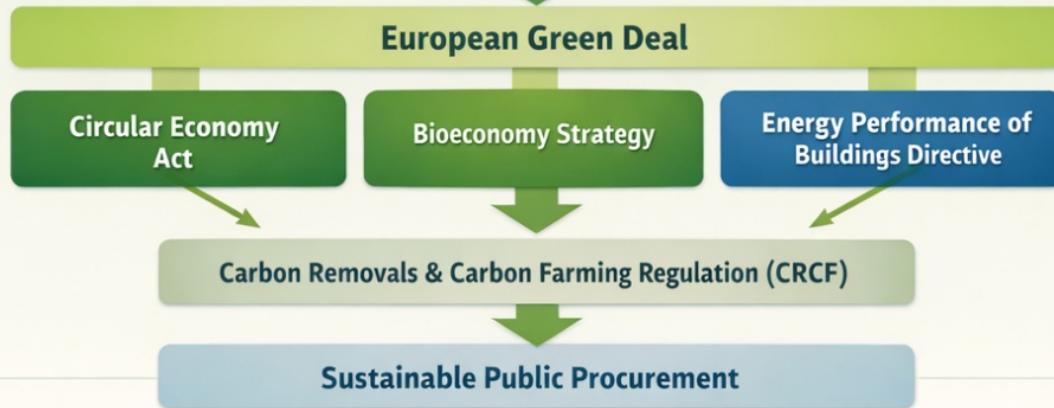 European Green Deal
Circular Economy
Act
Bioeconomy Strategy
Energy Performance of
Buildings Directive
Carbon Removals & Carbon Farming Regulation (CRCF)
Sustainable Public Procurement